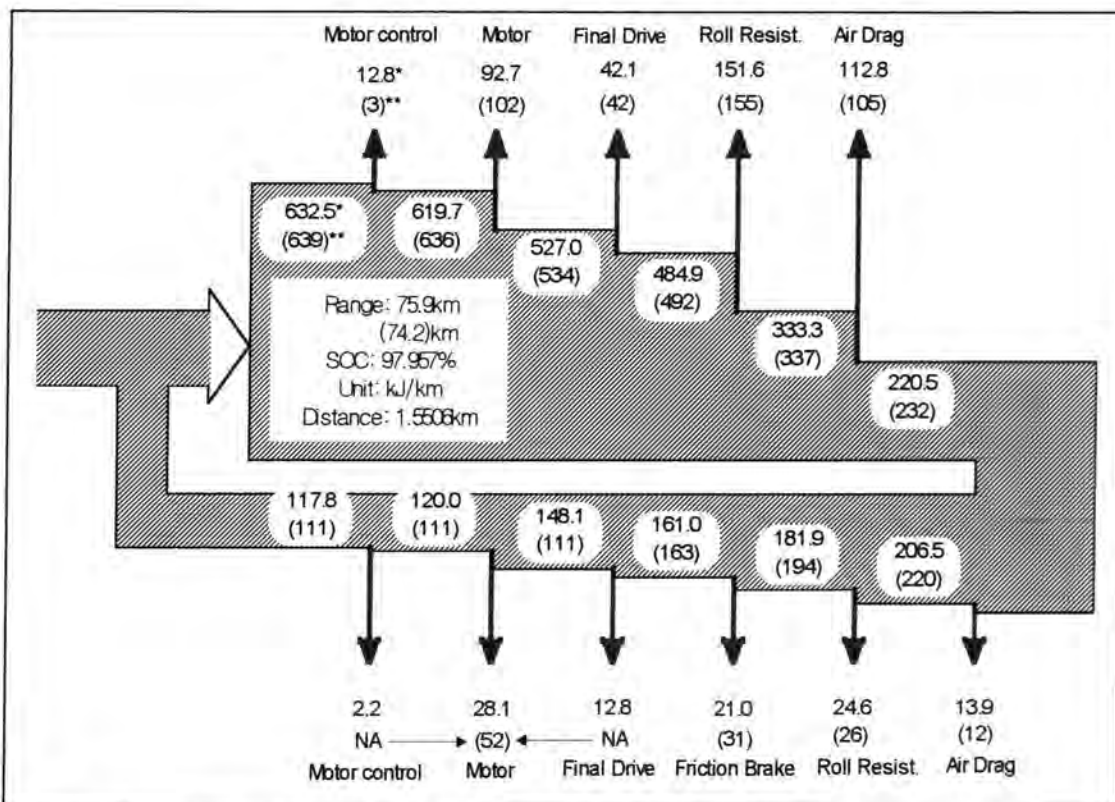 Motor control Motor Final Drive Roll Resist. Air Drag
12.8* 92.7 42.1 151.6 112.8
(3)** (102) (42) (155) (105)
632.5* 619.7 527.0 484.9 333.3 220.5
(639)** (636) (534) (492) (337) (232)
Range: 75.9km
(74.2)km
SOC: 97.957%
Unit: kJ/km
Distance: 1.5506km
117.8 120.0 148.1 161.0 181.9 206.5
(111) (111) (111) (163) (194) (220)
2.2 28.1 12.8 21.0 24.6 13.9
NA (52) NA (31) (26) (12)
Motor control Motor Final Drive Friction Brake Roll Resist. Air Drag